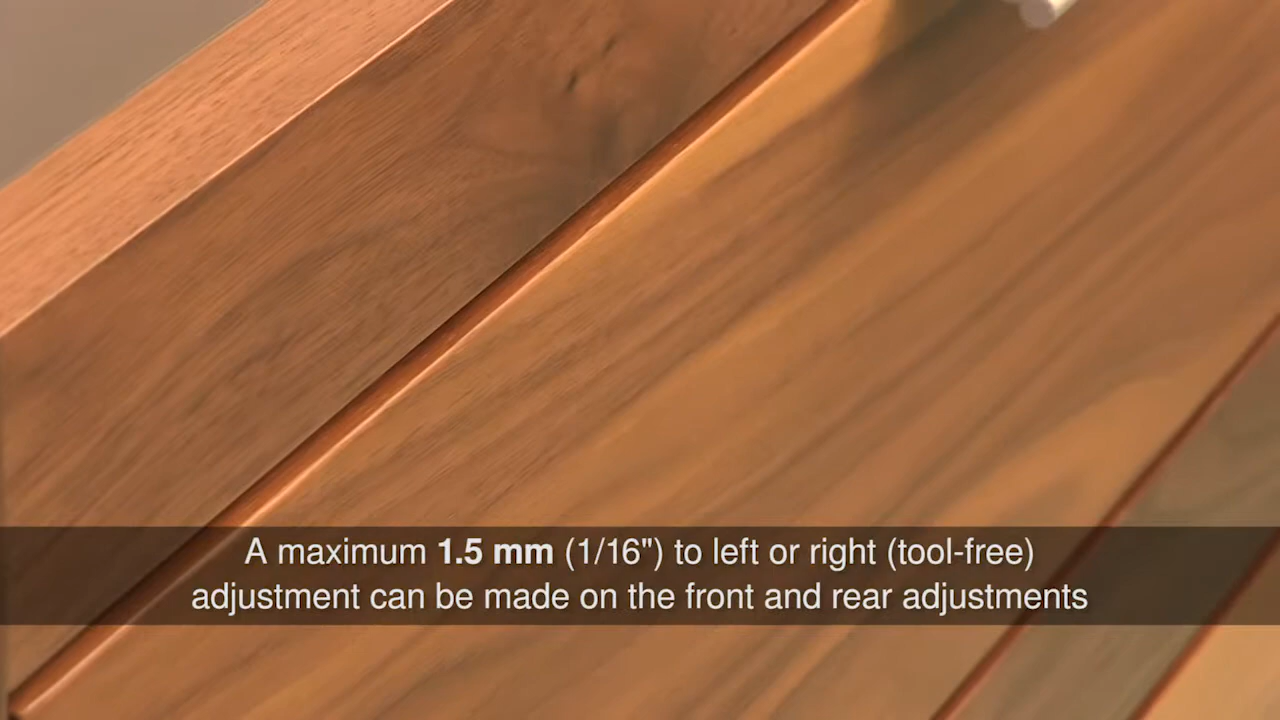 A maximum 1.5 mm (1/16") to left or right (tool-free)
adjustment can be made on the front and rear adjustments